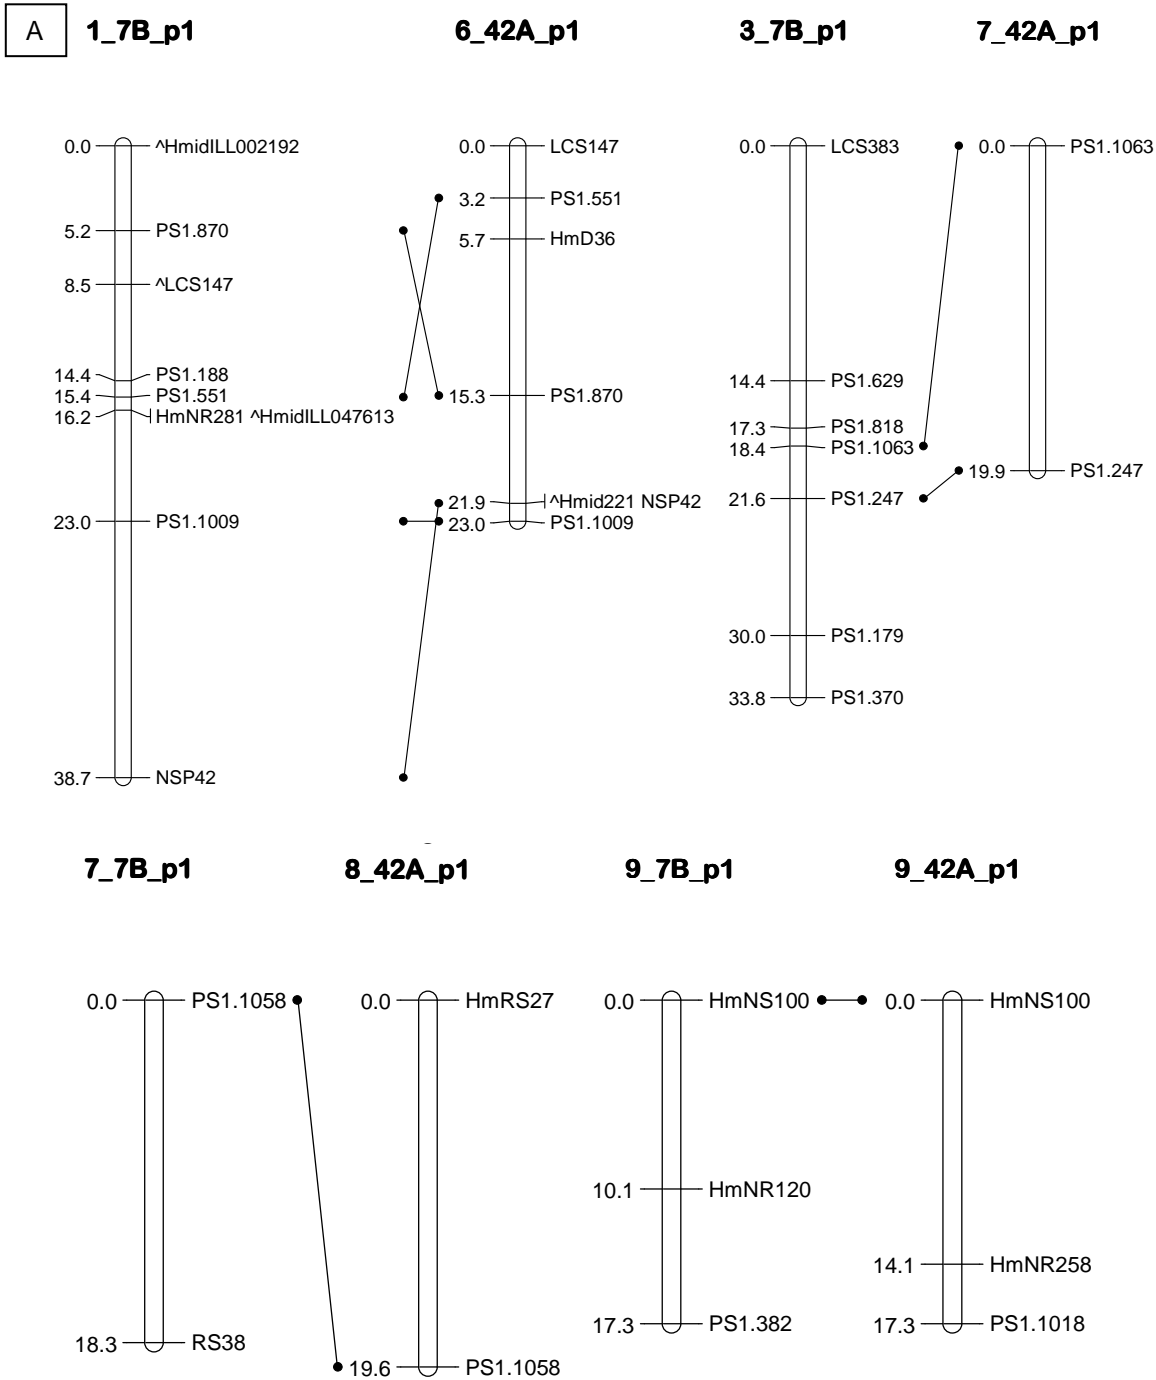 A
1_7B_p1 6_42A_p1 3_7B_p1 7_42A_p1
0.0 ^HmidILL002192
5.2 PS1.870
8.5 ^LCS147
14.4 PS1.188
15.4 PS1.551
16.2 HmNR281 ^HmidILL047613
23.0 PS1.1009
38.7 NSP42
0.0 LCS147
3.2 PS1.551
5.7 HmD36
15.3 PS1.870
21.9 ^Hmid221 NSP42
23.0 PS1.1009
0.0 LCS383
14.4 PS1.629
17.3 PS1.818
18.4 PS1.1063
21.6 PS1.247
30.0 PS1.179
33.8 PS1.370
0.0 PS1.1063
19.9 PS1.247
7_7B_p1 8_42A_p1 9_7B_p1 9_42A_p1
0.0 PS1.1058
18.3 RS38
0.0 HmRS27
19.6 PS1.1058
0.0 HmNS100
10.1 HmNR120
17.3 PS1.382
0.0 HmNS100
14.1 HmNR258
17.3 PS1.1018